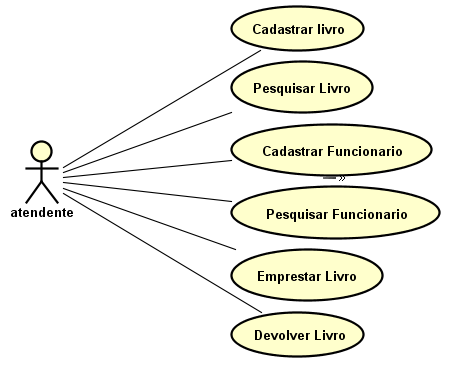 Cadastrar livro
Pesquisar Livro
Cadastrar Funcionario
Pesquisar Funcionario
atendente
Emprestar Livro
Devolver Livro